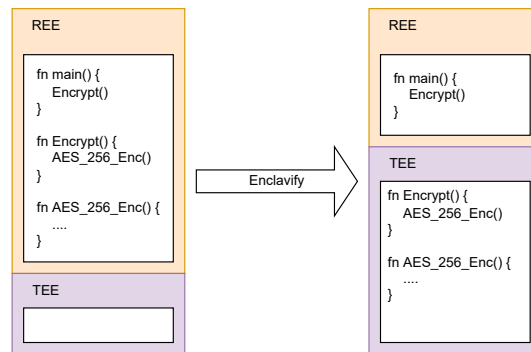 REE
fn main() {
Encrypt()
}
fn Encrypt() {
AES_256_Enc()
}
fn AES_256_Enc() {
....
}
TEE
Enclavify
REE
fn main() {
Encrypt()
}
TEE
fn Encrypt() {
AES_256_Enc()
}
fn AES_256_Enc() {
....
}